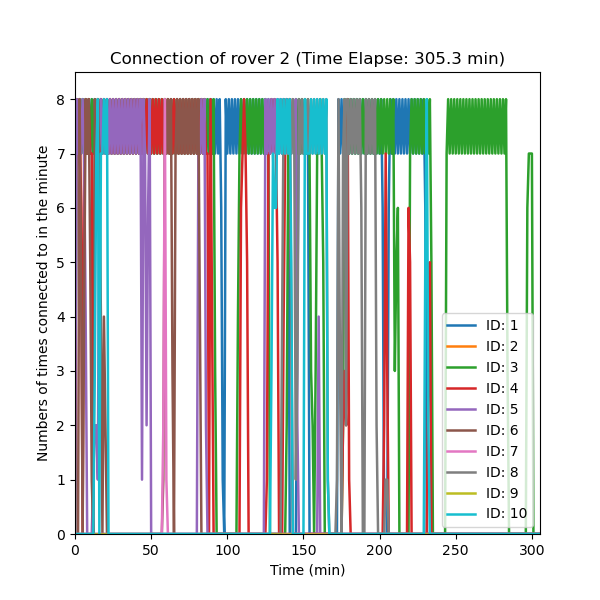 Connection of rover 2 (Time Elapse: 305.3 min)
Numbers of times connected to in the minute
8
7
6
5
4
3
2
1
0
0 50 100 150 200 250 300
Time (min)
ID: 1
ID: 2
ID: 3
ID: 4
ID: 5
ID: 6
ID: 7
ID: 8
ID: 9
ID: 10